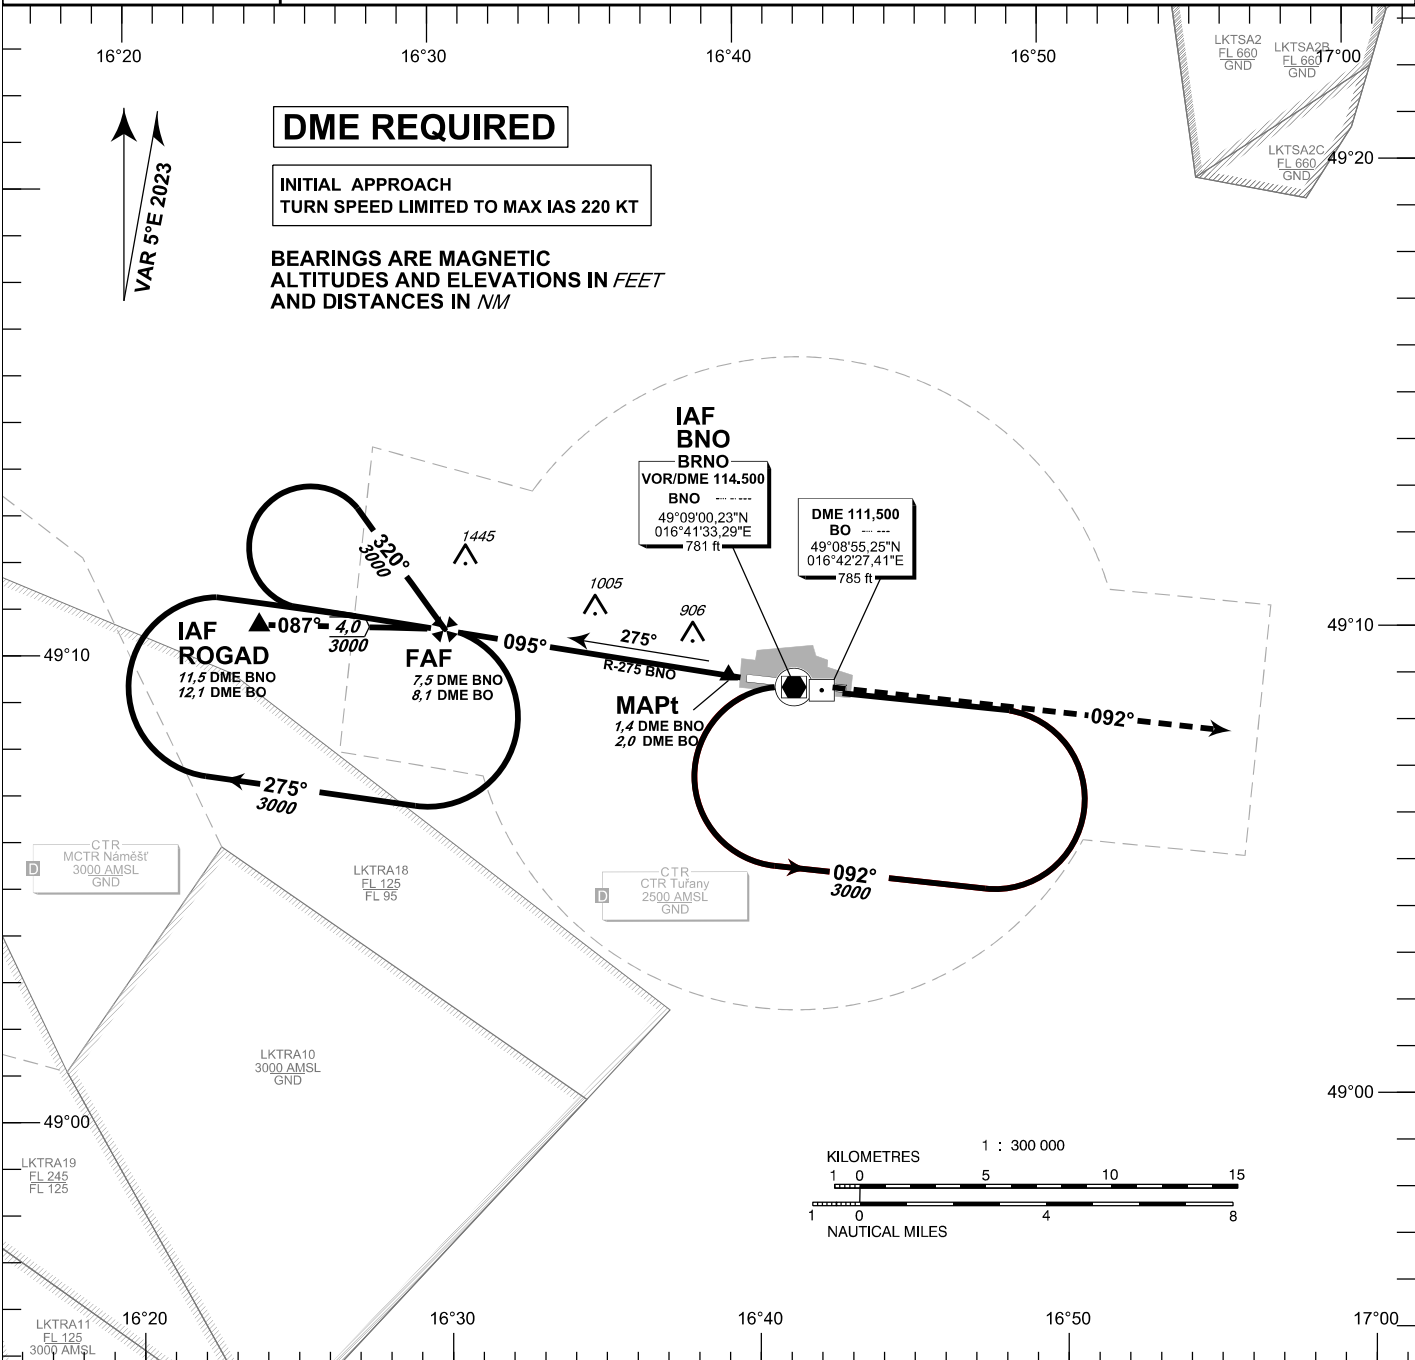 16°20
16°30
16°40
16°50
17°00
LKTSA2
FL 660
GND
LKTSA2B
FL 660
GND
LKTSA2C
FL 660
GND
49°20
DME REQUIRED
INITIAL APPROACH
TURN SPEED LIMITED TO MAX IAS 220 KT
BEARINGS ARE MAGNETIC
ALTITUDES AND ELEVATIONS IN FEET
AND DISTANCES IN NM
VAR 5°E 2023
IAF
BNO
BRNO
VOR/DME 114.500
BNO
49°09'00,23"N
016°41'33,29"E
781 ft
DME 111,500
BO
49°08'55,25"N
016°42'27,41"E
785 ft
320°
3000
1445
1005
906
IAF
ROGAD
11,5 DME BNO
12,1 DME BO
087°
4,0
3000
FAF
7,5 DME BNO
8,1 DME BO
095°
275°
R-275 BNO
MAPt
1,4 DME BNO
2,0 DME BO
092°
49°10
49°10
275°
3000
092°
3000
CTR
MCTR Náměšť
3000 AMSL
GND
D
LKTRA18
FL 125
FL 95
CTR
CTR Tuřany
2500 AMSL
GND
D
LKTRA10
3000 AMSL
GND
49°00
49°00
LKTRA19
FL 245
FL 125
LKTRA11
FL 125
3000 AMSL
1 : 300 000
KILOMETRES
1 0 5 10 15
1 0 4 8
NAUTICAL MILES
16°20
16°30
16°40
16°50
17°00